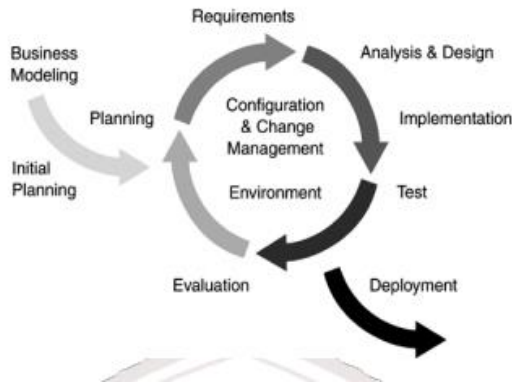 Requirements
Business
Modeling
Analysis & Design
Planning
Configuration
& Change
Management
Implementation
Initial
Planning
Environment
Test
Evaluation
Deployment